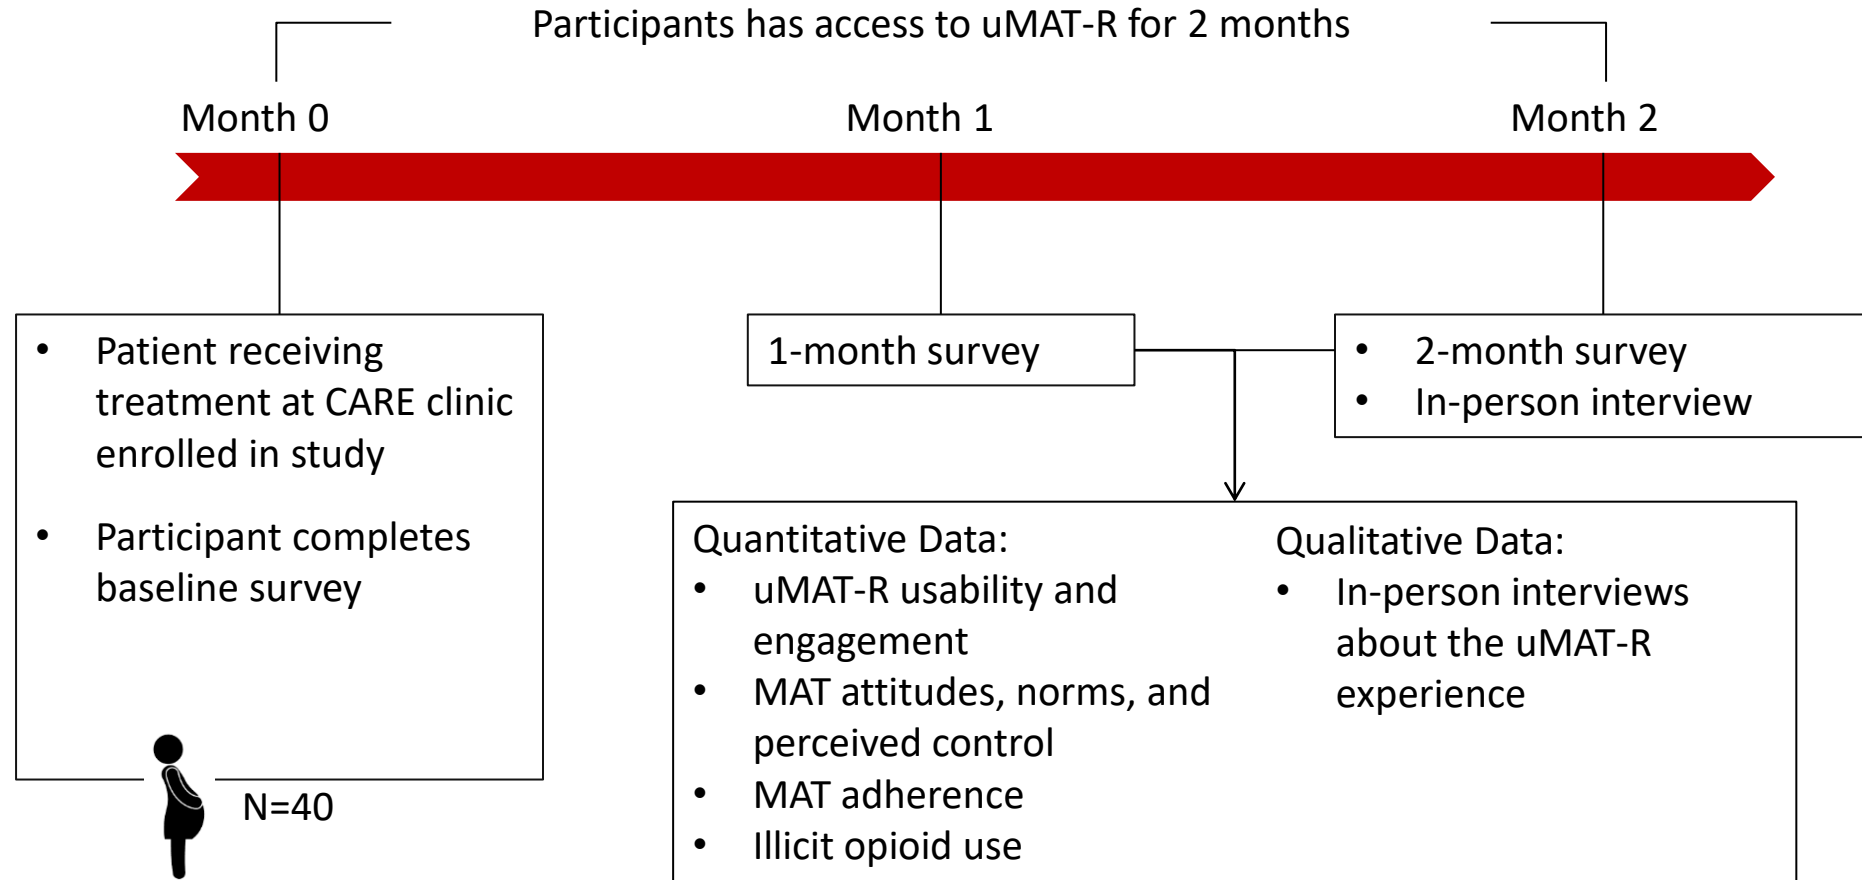 Participants has access to uMAT-R for 2 months
Month 0
Month 1
Month 2
• Patient receiving
treatment at CARE clinic
enrolled in study
• Participant completes
baseline survey
N=40
1-month survey
• 2-month survey
• In-person interview
Quantitative Data:
• uMAT-R usability and
engagement
• MAT attitudes, norms, and
perceived control
• MAT adherence
• Illicit opioid use
Qualitative Data:
• In-person interviews
about the uMAT-R
experience